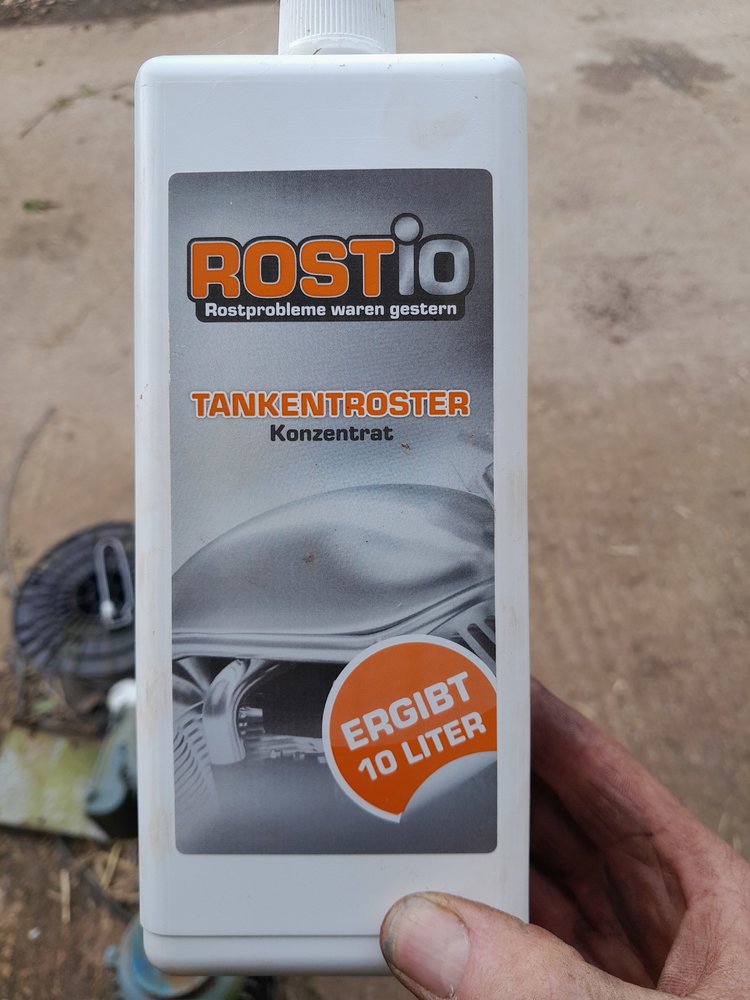 ROSTiO
Rostprobleme waren gestern
TANKENTROSTER
Konzentrat
ERGIBT
10 LITER